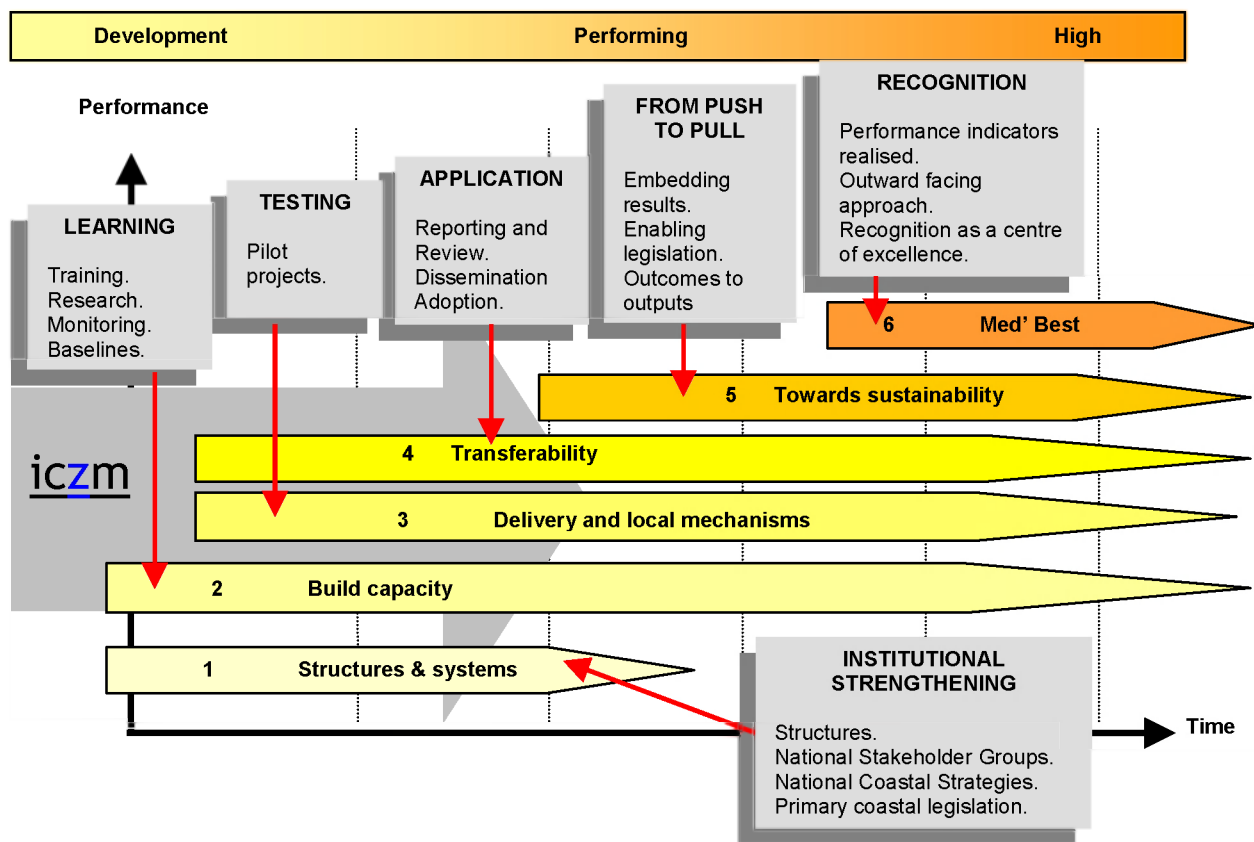 Development Performing High
Performance
LEARNING
Training.
Research.
Monitoring.
Baselines.
TESTING
Pilot
projects.
APPLICATION
Reporting and
Review.
Dissemination
Adoption.
FROM PUSH
TO PULL
Embedding
results.
Enabling
legislation.
Outcomes to
outputs
RECOGNITION
Performance indicators
realised.
Outward facing
approach.
Recognition as a centre
of excellence.
6 Med' Best
5 Towards sustainability
4 Transferability
iczm
3 Delivery and local mechanisms
2 Build capacity
1 Structures & systems
INSTITUTIONAL
STRENGTHENING
Structures.
National Stakeholder Groups.
National Coastal Strategies.
Primary coastal legislation.
Time